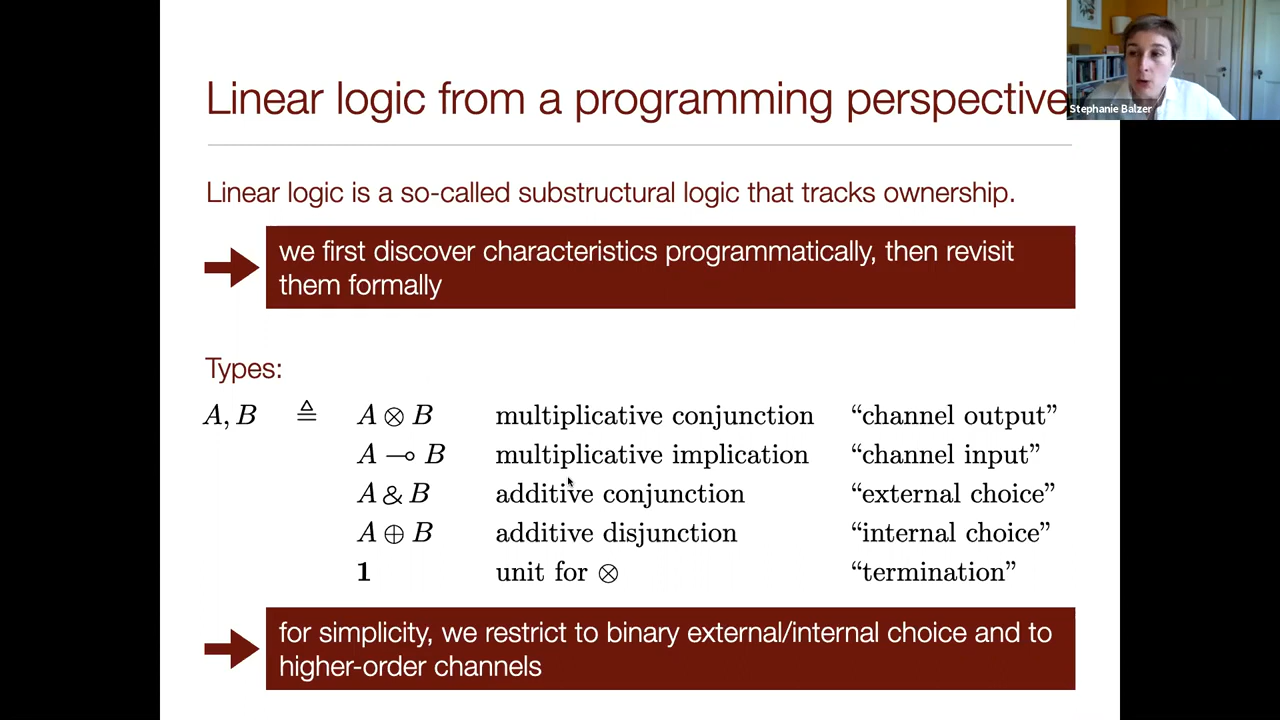 Linear logic from a programming perspective
Stephanie Balzer
Linear logic is a so-called substructural logic that tracks ownership.
we first discover characteristics programmatically, then revisit
them formally
Types:
A, B ≜ A ⊗ B multiplicative conjunction “channel output”
A ⊸ B multiplicative implication “channel input”
A & B additive conjunction “external choice”
A ⊕ B additive disjunction “internal choice”
1 unit for ⊗ “termination”
for simplicity, we restrict to binary external/internal choice and to
higher-order channels